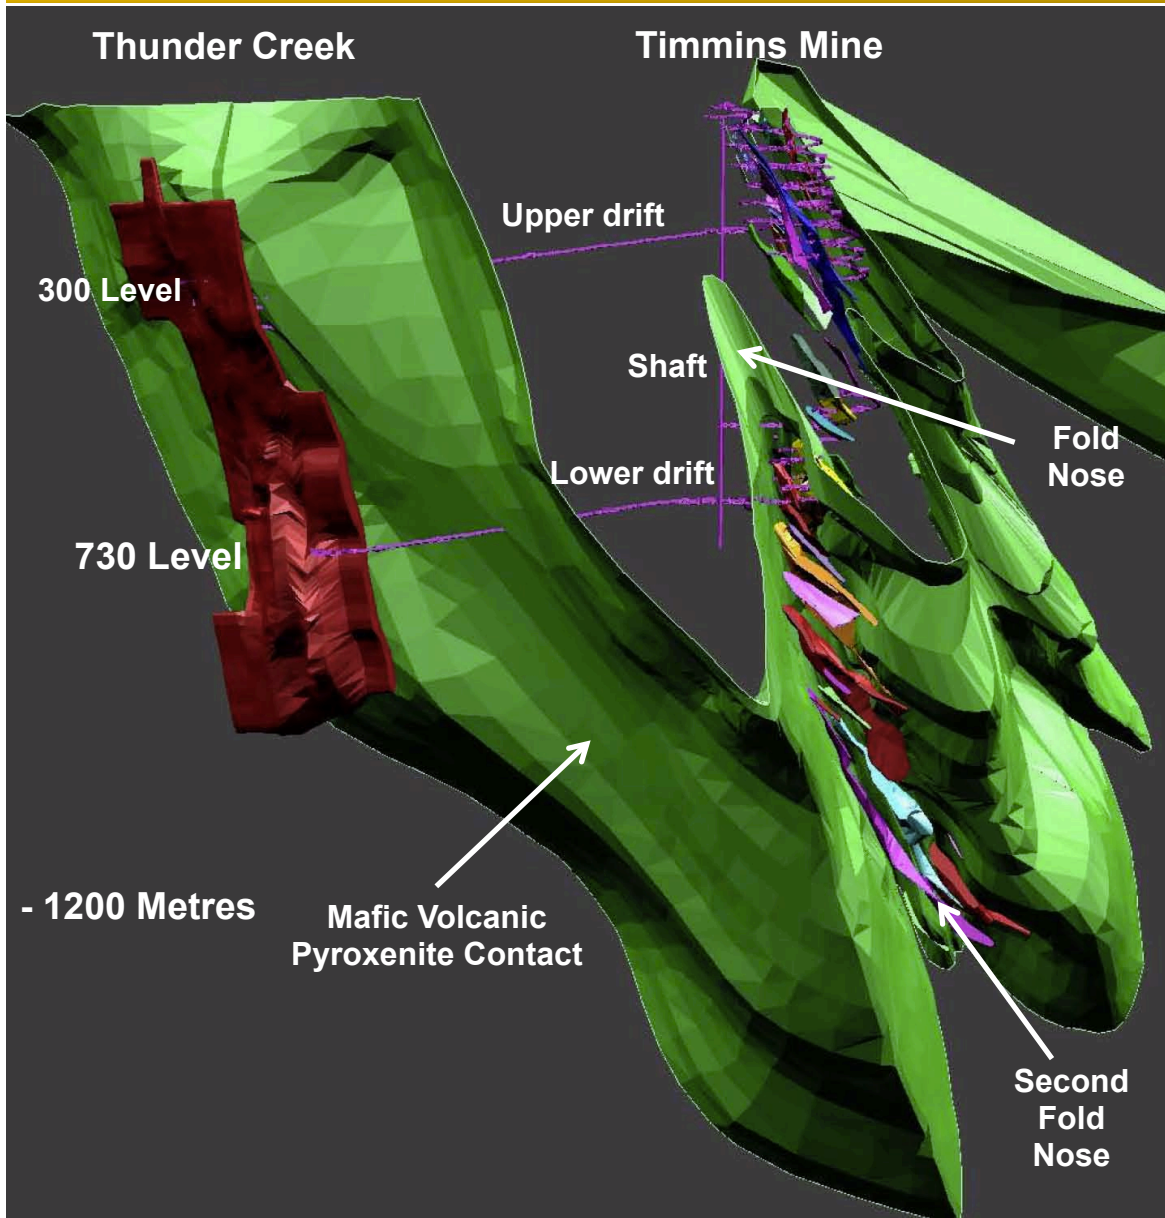 Thunder Creek
Timmins Mine
Upper drift
300 Level
Shaft
Fold
Nose
Lower drift
730 Level
- 1200 Metres
Mafic Volcanic
Pyroxenite Contact
Second
Fold
Nose